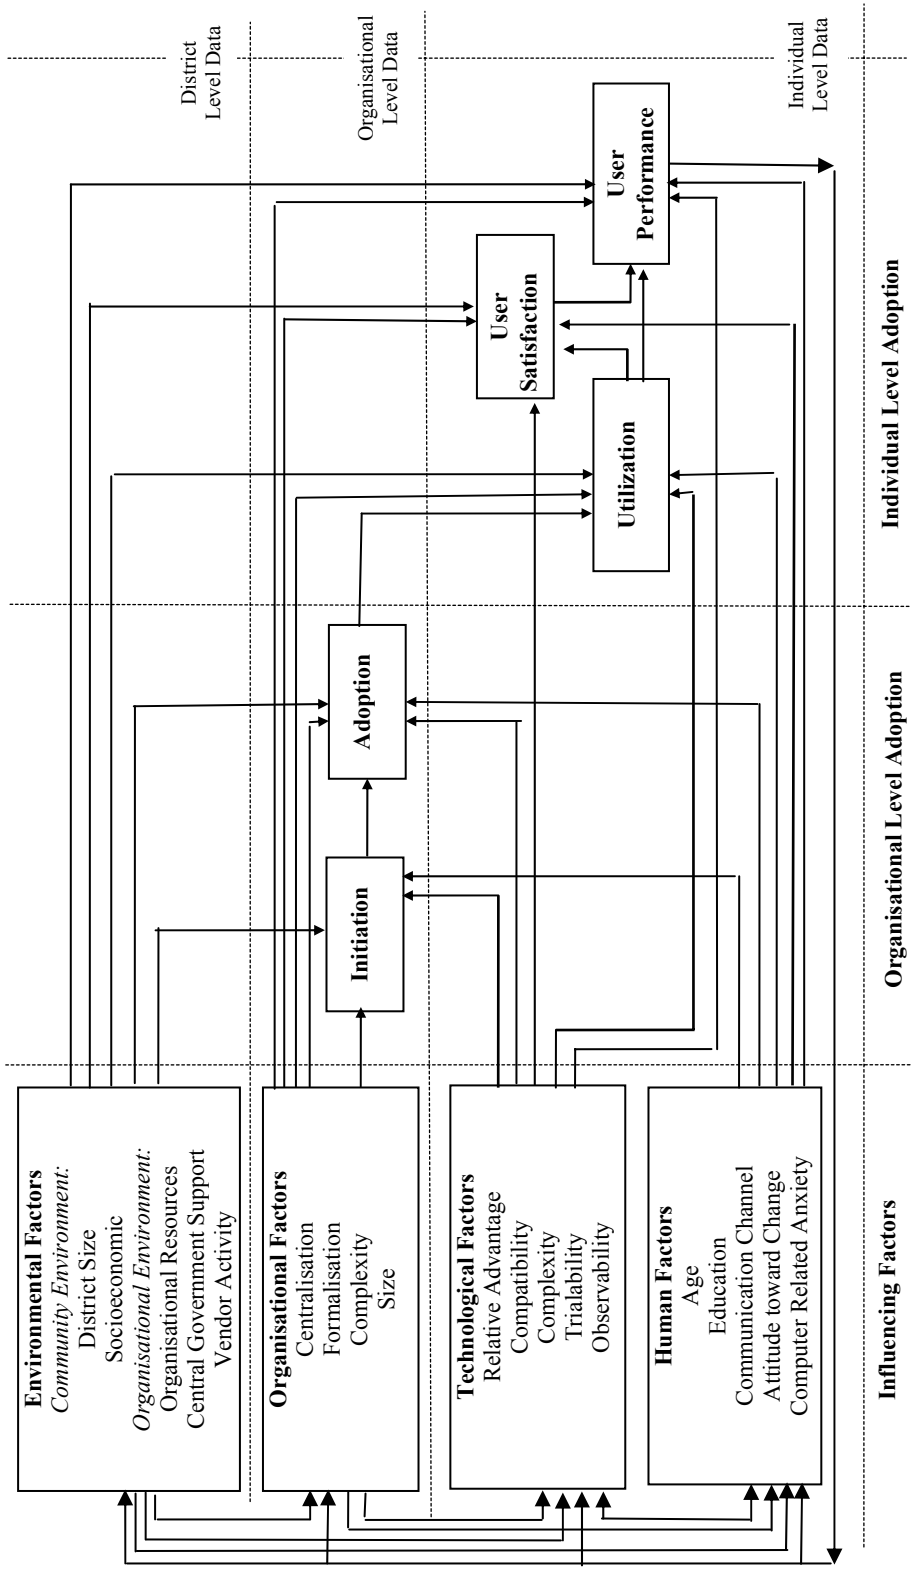 Environmental Factors
Community Environment:
District Size
Socioeconomic
Organisational Environment:
Organisational Resources
Central Government Support
Vendor Activity
Organisational Factors
Centralisation
Formalisation
Complexity
Size
Technological Factors
Relative Advantage
Compatibility
Complexity
Trialability
Observability
Human Factors
Age
Education
Communication Channel
Attitude toward Change
Computer Related Anxiety
Influencing Factors
Initiation
Adoption
Organisational Level Adoption
Utilization
User
Satisfaction
User
Performance
Individual Level Adoption
District
Level Data
Organisational
Level Data
Individual
Level Data